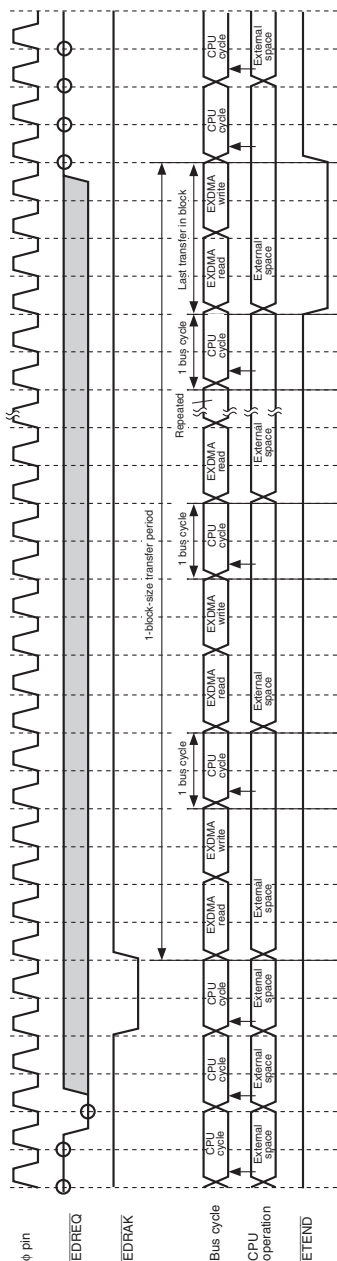 φ pin
EDREQ
EDRAK
1-block-size transfer period
1 bus cycle
1 bus cycle
Repeated
1 bus cycle
Last transfer in block
Bus cycle
CPU cycle
CPU cycle
CPU cycle
EXDMA read
EXDMA write
CPU cycle
EXDMA read
EXDMA write
CPU cycle
EXDMA read
CPU cycle
EXDMA read
EXDMA write
CPU cycle
CPU cycle
CPU operation
External space
External space
External space
External space
External space
External space
External space
External space
ETEND